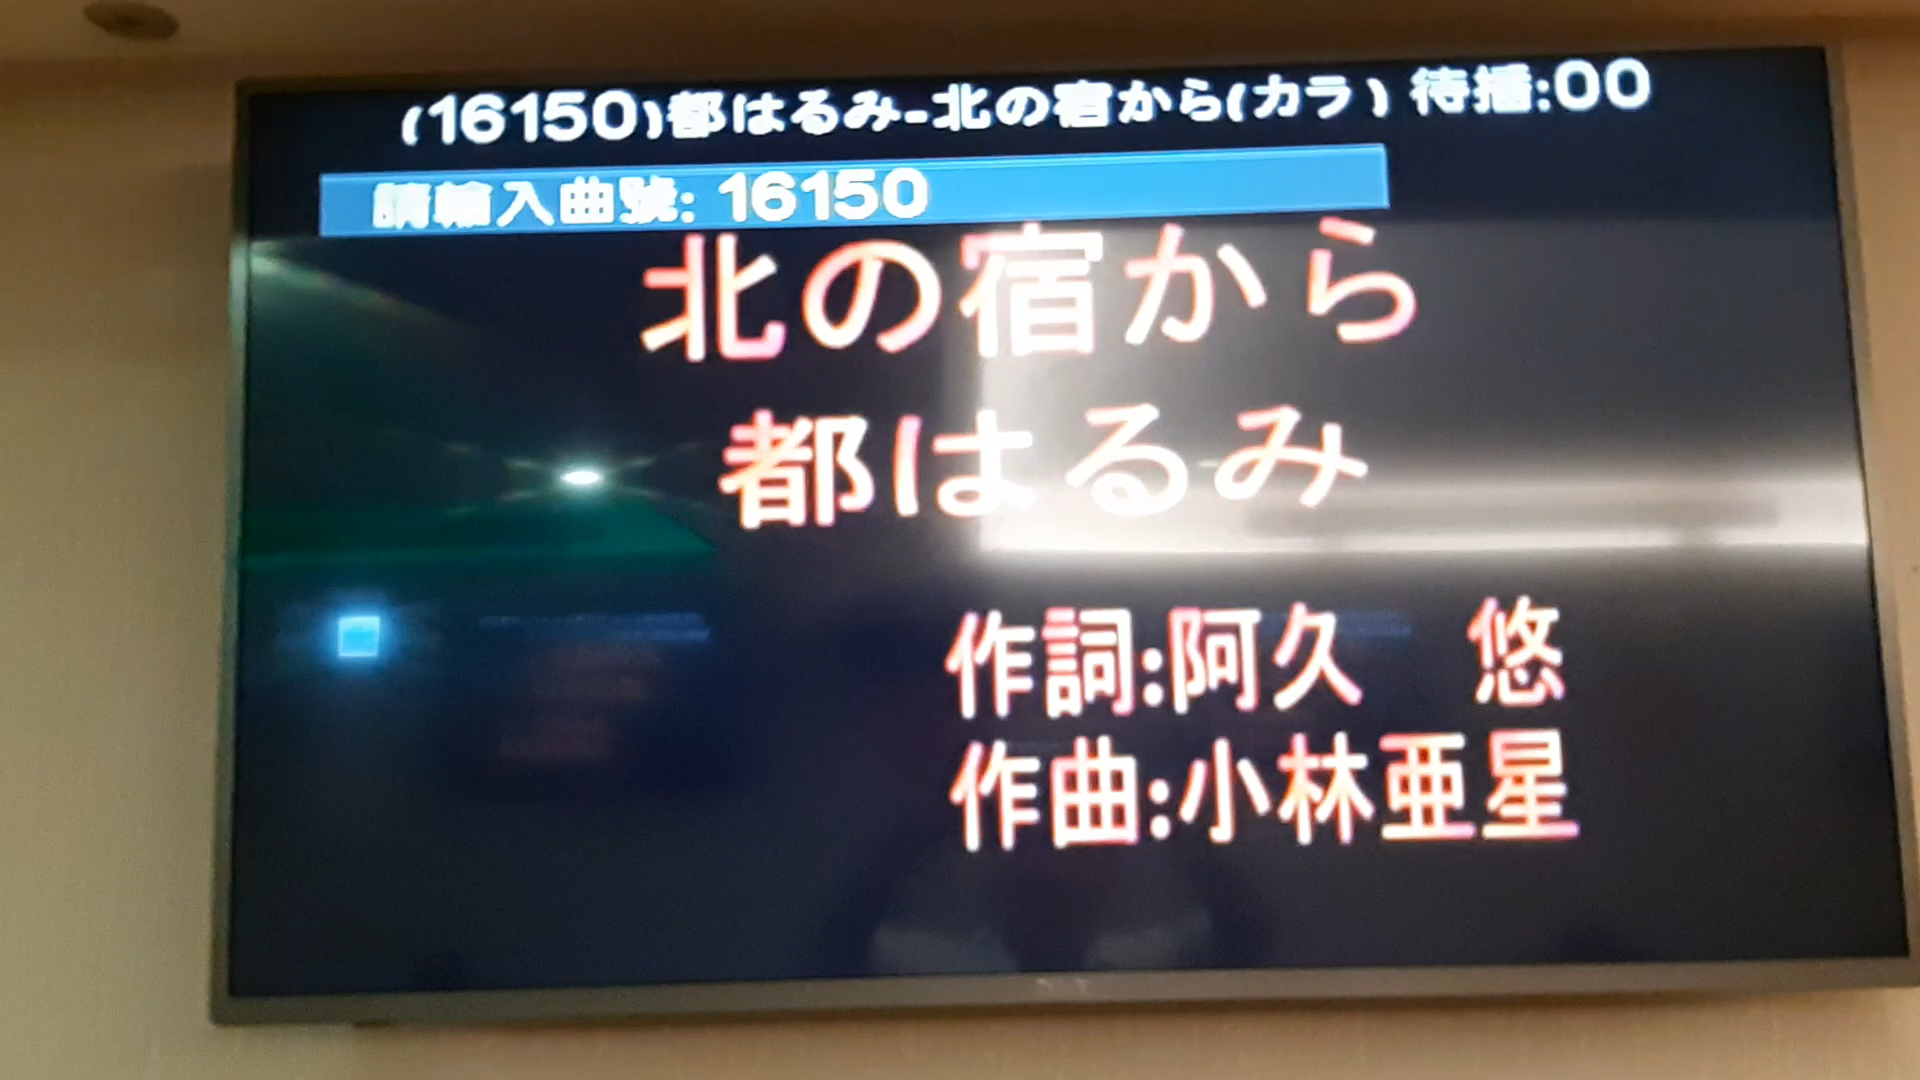 (16150)都はるみ-北の宿から(カラ) 待播:00
請輸入曲號: 16150
北の宿から
都はるみ
作詞:阿久　悠
作曲:小林亜星